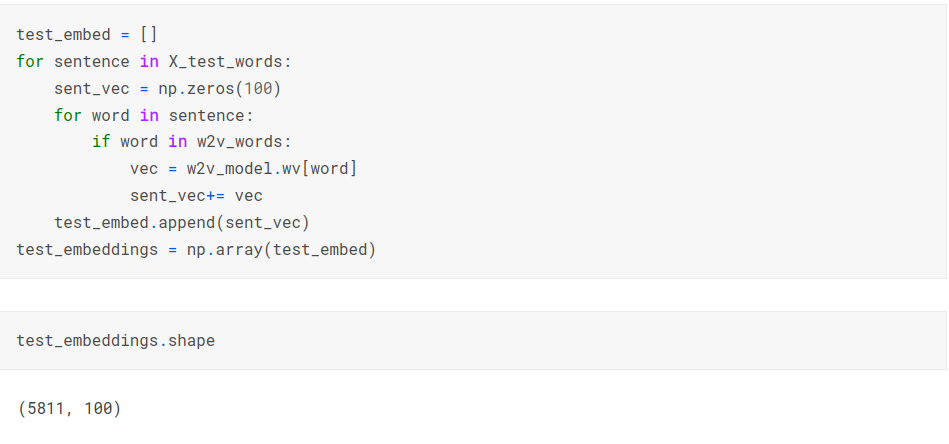 test_embed = []
for sentence in X_test_words:
    sent_vec = np.zeros(100)
    for word in sentence:
        if word in w2v_words:
            vec = w2v_model.wv[word]
            sent_vec+= vec
    test_embed.append(sent_vec)
test_embeddings = np.array(test_embed)
test_embeddings.shape
(5811, 100)